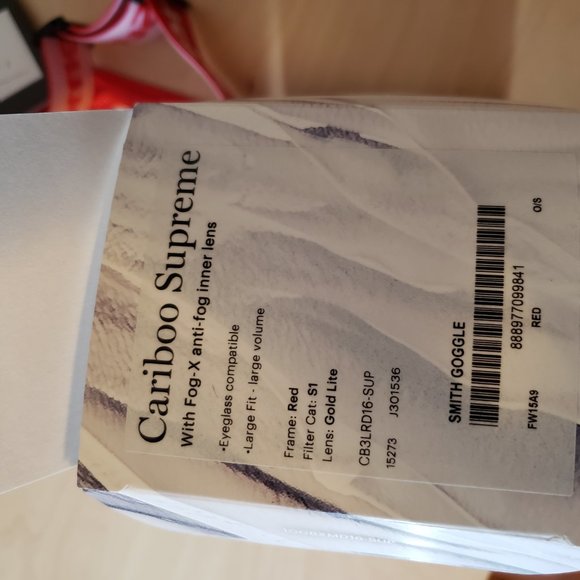 Cariboo Supreme
With Fog-X anti-fog inner lens
•Eyeglass compatible
•Large Fit - large volume
Frame: Red
Filter Cat: S1
Lens: Gold Lite
CB3LRD16-SUP
15273 J301536
SMITH GOGGLE
888977099841
FW15A9 RED O/S